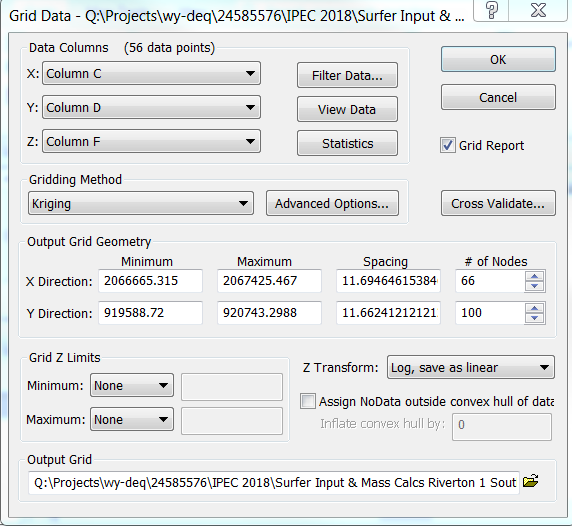 Grid Data - Q:\Projects\wy-deq\24585576\IPEC 2018\Surfer Input & ...
Data Columns (56 data points)
X: Column C
Filter Data...
OK
Y: Column D
View Data
Cancel
Z: Column F
Statistics
Grid Report
Gridding Method
Kriging
Advanced Options...
Cross Validate...
Output Grid Geometry
Minimum Maximum Spacing # of Nodes
X Direction: 2066665.315 2067425.467 11.69464615384 66
Y Direction: 919588.72 920743.2988 11.66241212121 100
Grid Z Limits
Z Transform: Log, save as linear
Minimum: None
Assign NoData outside convex hull of data
Maximum: None
Inflate convex hull by: 0
Output Grid
Q:\Projects\wy-deq\24585576\IPEC 2018\Surfer Input & Mass Calcs Riverton 1 Sout